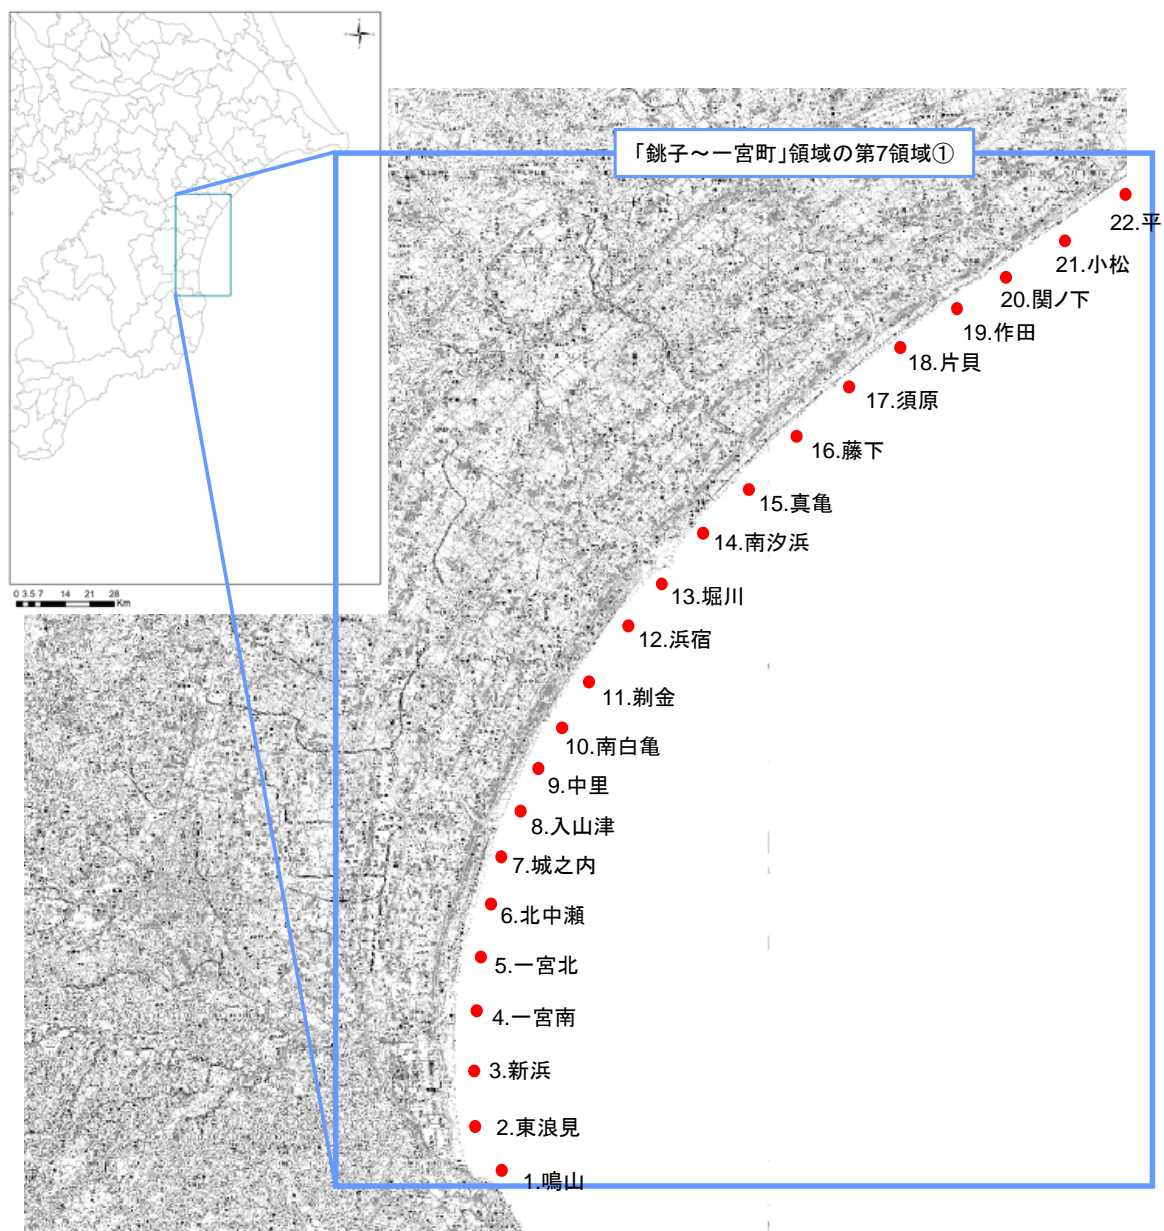 「銚子～一宮町」領域の第7領域①
22.平
21.小松
20.関ノ下
19.作田
18.片貝
17.須原
16.藤下
15.真亀
14.南汐浜
13.堀川
12.浜宿
11.剃金
10.南白亀
9.中里
8.入山津
7.城之内
6.北中瀬
5.一宮北
4.一宮南
3.新浜
2.東浪見
1.鳴山
0 3.5 7 14 21 28
Km